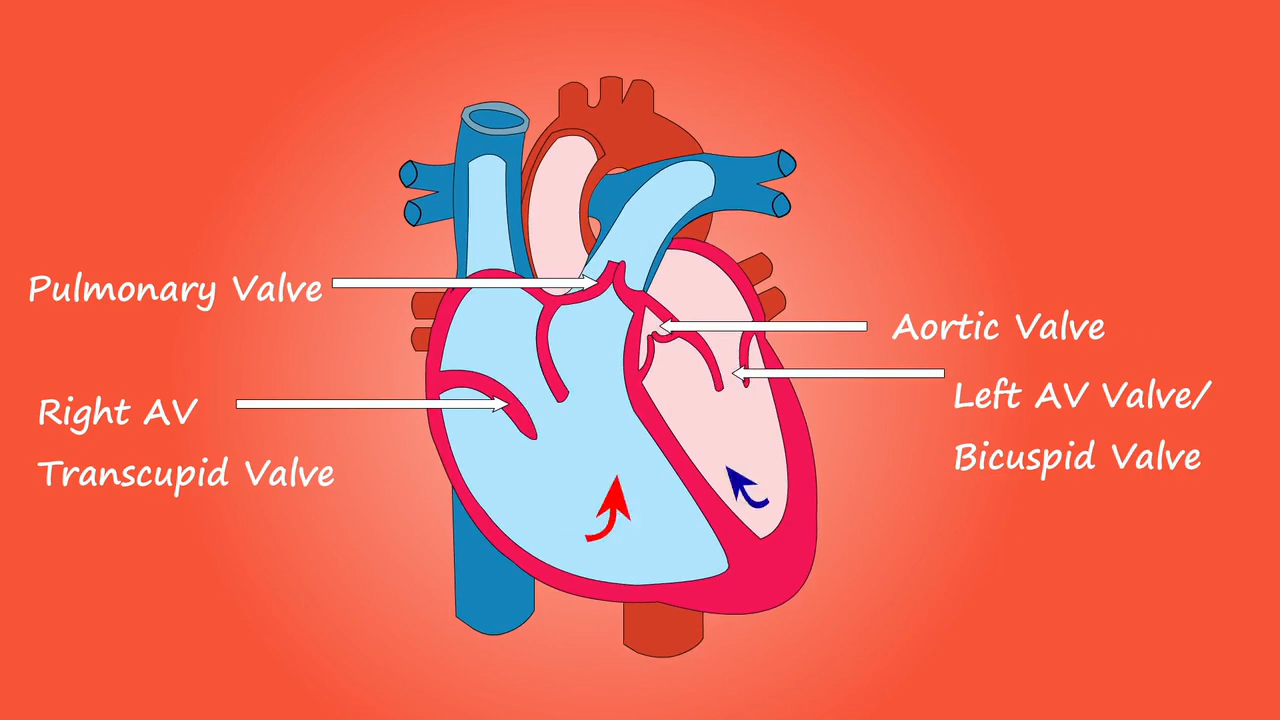 Pulmonary Valve
Right AV
Transcupid Valve
Aortic Valve
Left AV Valve/
Bicuspid Valve